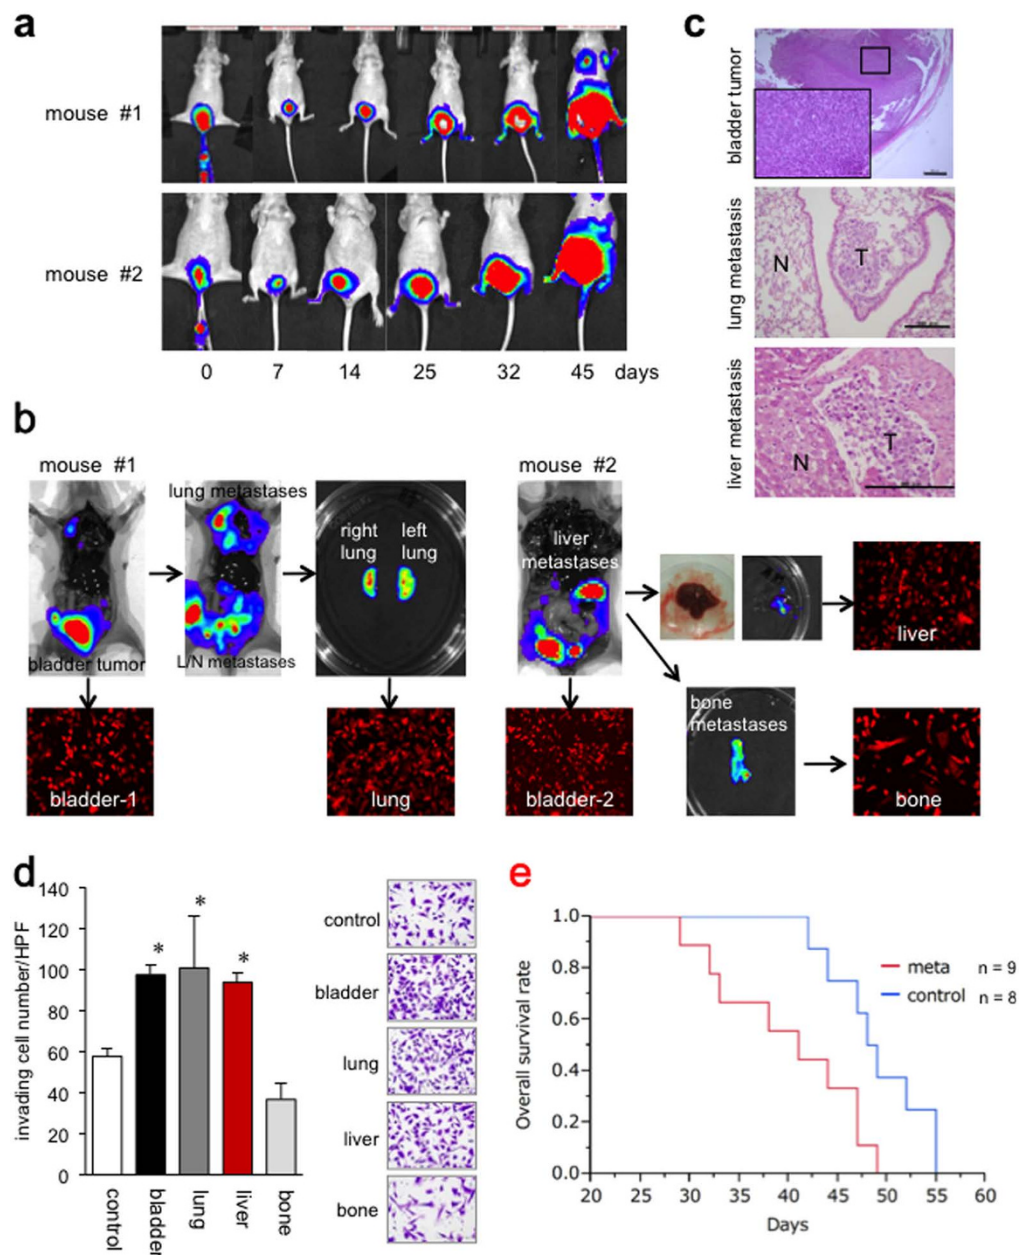 a
mouse #1
mouse #2
0 7 14 25 32 45 days
c
bladder tumor
lung metastasis
N T
liver metastasis
N T
b
mouse #1
bladder tumor
lung metastases
L/N metastases
right lung
left lung
bladder-1
lung
mouse #2
liver metastases
bladder-2
liver
bone metastases
bone
d
invading cell number/HPF
140
120
100
80
60
40
20
0
* * *
control bladder lung liver bone
control
bladder
lung
liver
bone
e
Overall survival rate
1.0
0.8
0.6
0.4
0.2
0.0
meta n = 9
control n = 8
20 25 30 35 40 45 50 55 60
Days